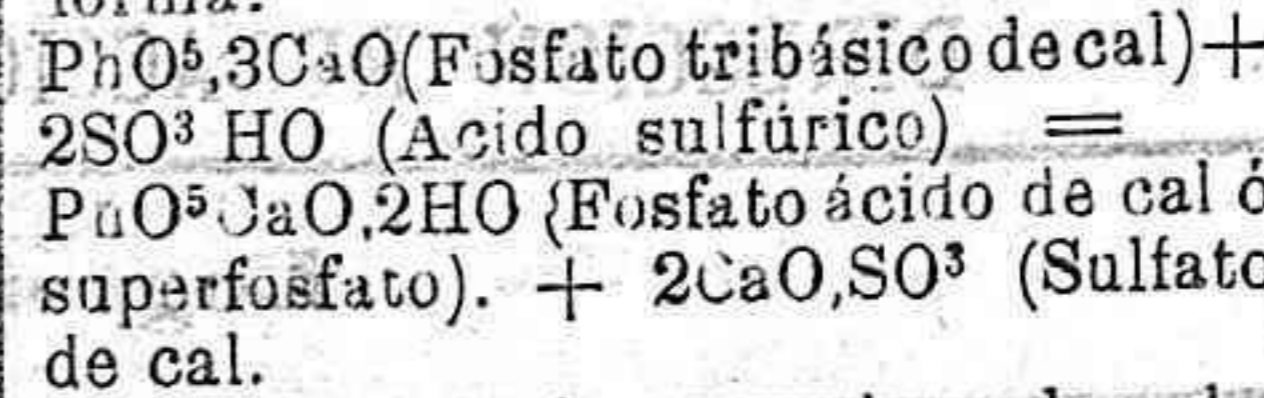 forma:
PhO⁵,3CaO(Fosfato tribásico de cal)+
2SO³ HO (Acido sulfúrico) =
PhO⁵CaO,2HO {Fosfato ácido de cal ó
superfosfato). + 2CaO,SO³ (Sulfato
de cal.